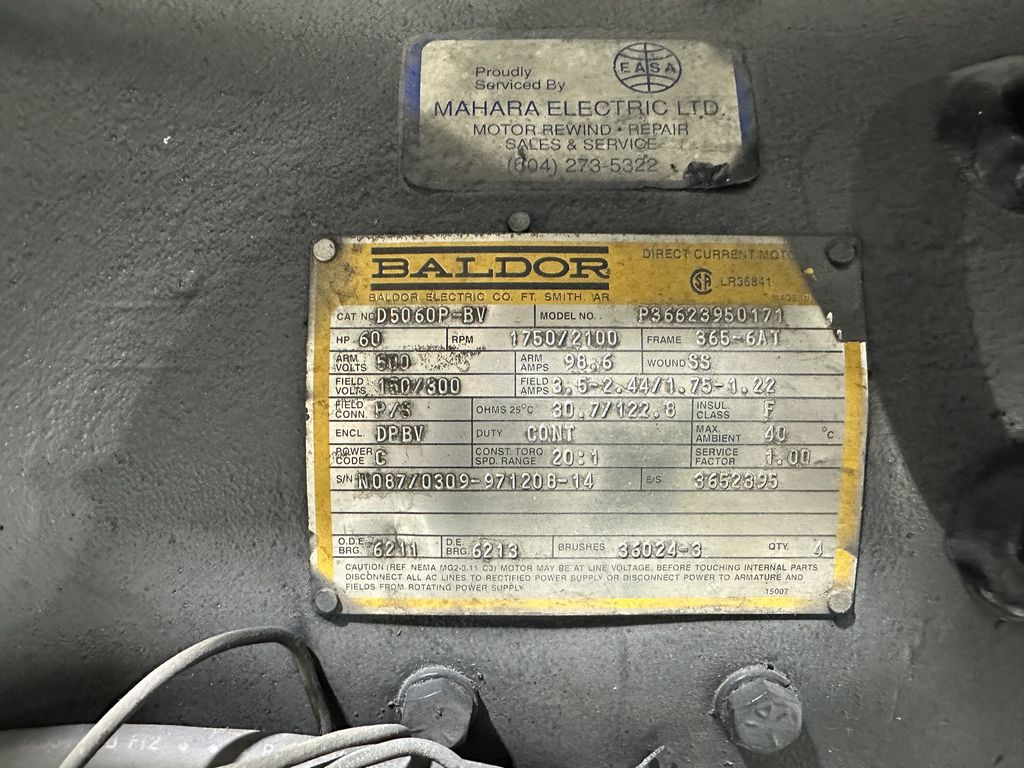 Proudly
Serviced By
EASA
MAHARA ELECTRIC LTD.
MOTOR REWIND • REPAIR
SALES & SERVICE
(604) 273-5322
BALDOR
DIRECT CURRENT
SA LR36841
BALDOR ELECTRIC CO. FT. SMITH, AR
MADE IN
CAT NO D5060P-BV MODEL NO. P36623950171
HP 60 RPM 1750/2100 FRAME 365-6AT
ARM VOLTS ARM AMPS 98.6 WOUND SS
FIELD VOLTS 150/300 FIELD AMPS 3.5-2.44/1.75-1.22
FIELD CONN. P/S OHMS 25°C 30.7/122.8 INSUL. CLASS F
ENCL. DPBV DUTY CONT MAX. AMBIENT 40 °C
POWER CODE C CONST TORQ SPD. RANGE 20:1 SERVICE FACTOR 1.00
S/N N087/0309-971208-14 E/S 3652395
O.D.E. BRG. 6211 D.E. BRG. 6213 BRUSHES 36024-3 QTY. 4
CAUTION (REF. NEMA MG2-3.11 C3) MOTOR MAY BE AT LINE VOLTAGE. BEFORE TOUCHING INTERNAL PARTS
DISCONNECT ALL AC LINES TO RECTIFIED POWER SUPPLY OR DISCONNECT POWER TO ARMATURE AND
FIELDS FROM ROTATING POWER SUPPLY
15007